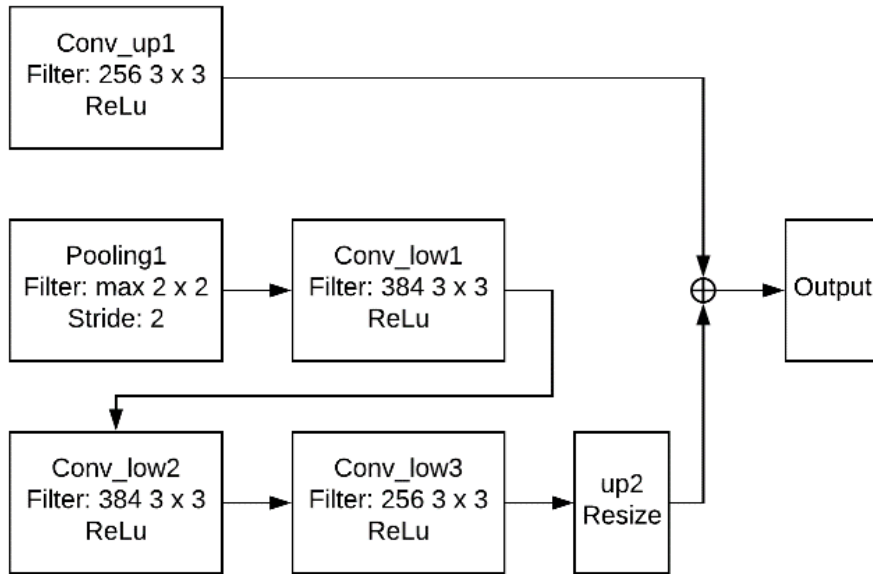 Conv_up1
Filter: 256 3 x 3
ReLu
Pooling1
Filter: max 2 x 2
Stride: 2
Conv_low1
Filter: 384 3 x 3
ReLu
Output
Conv_low2
Filter: 384 3 x 3
ReLu
Conv_low3
Filter: 256 3 x 3
ReLu
up2
Resize